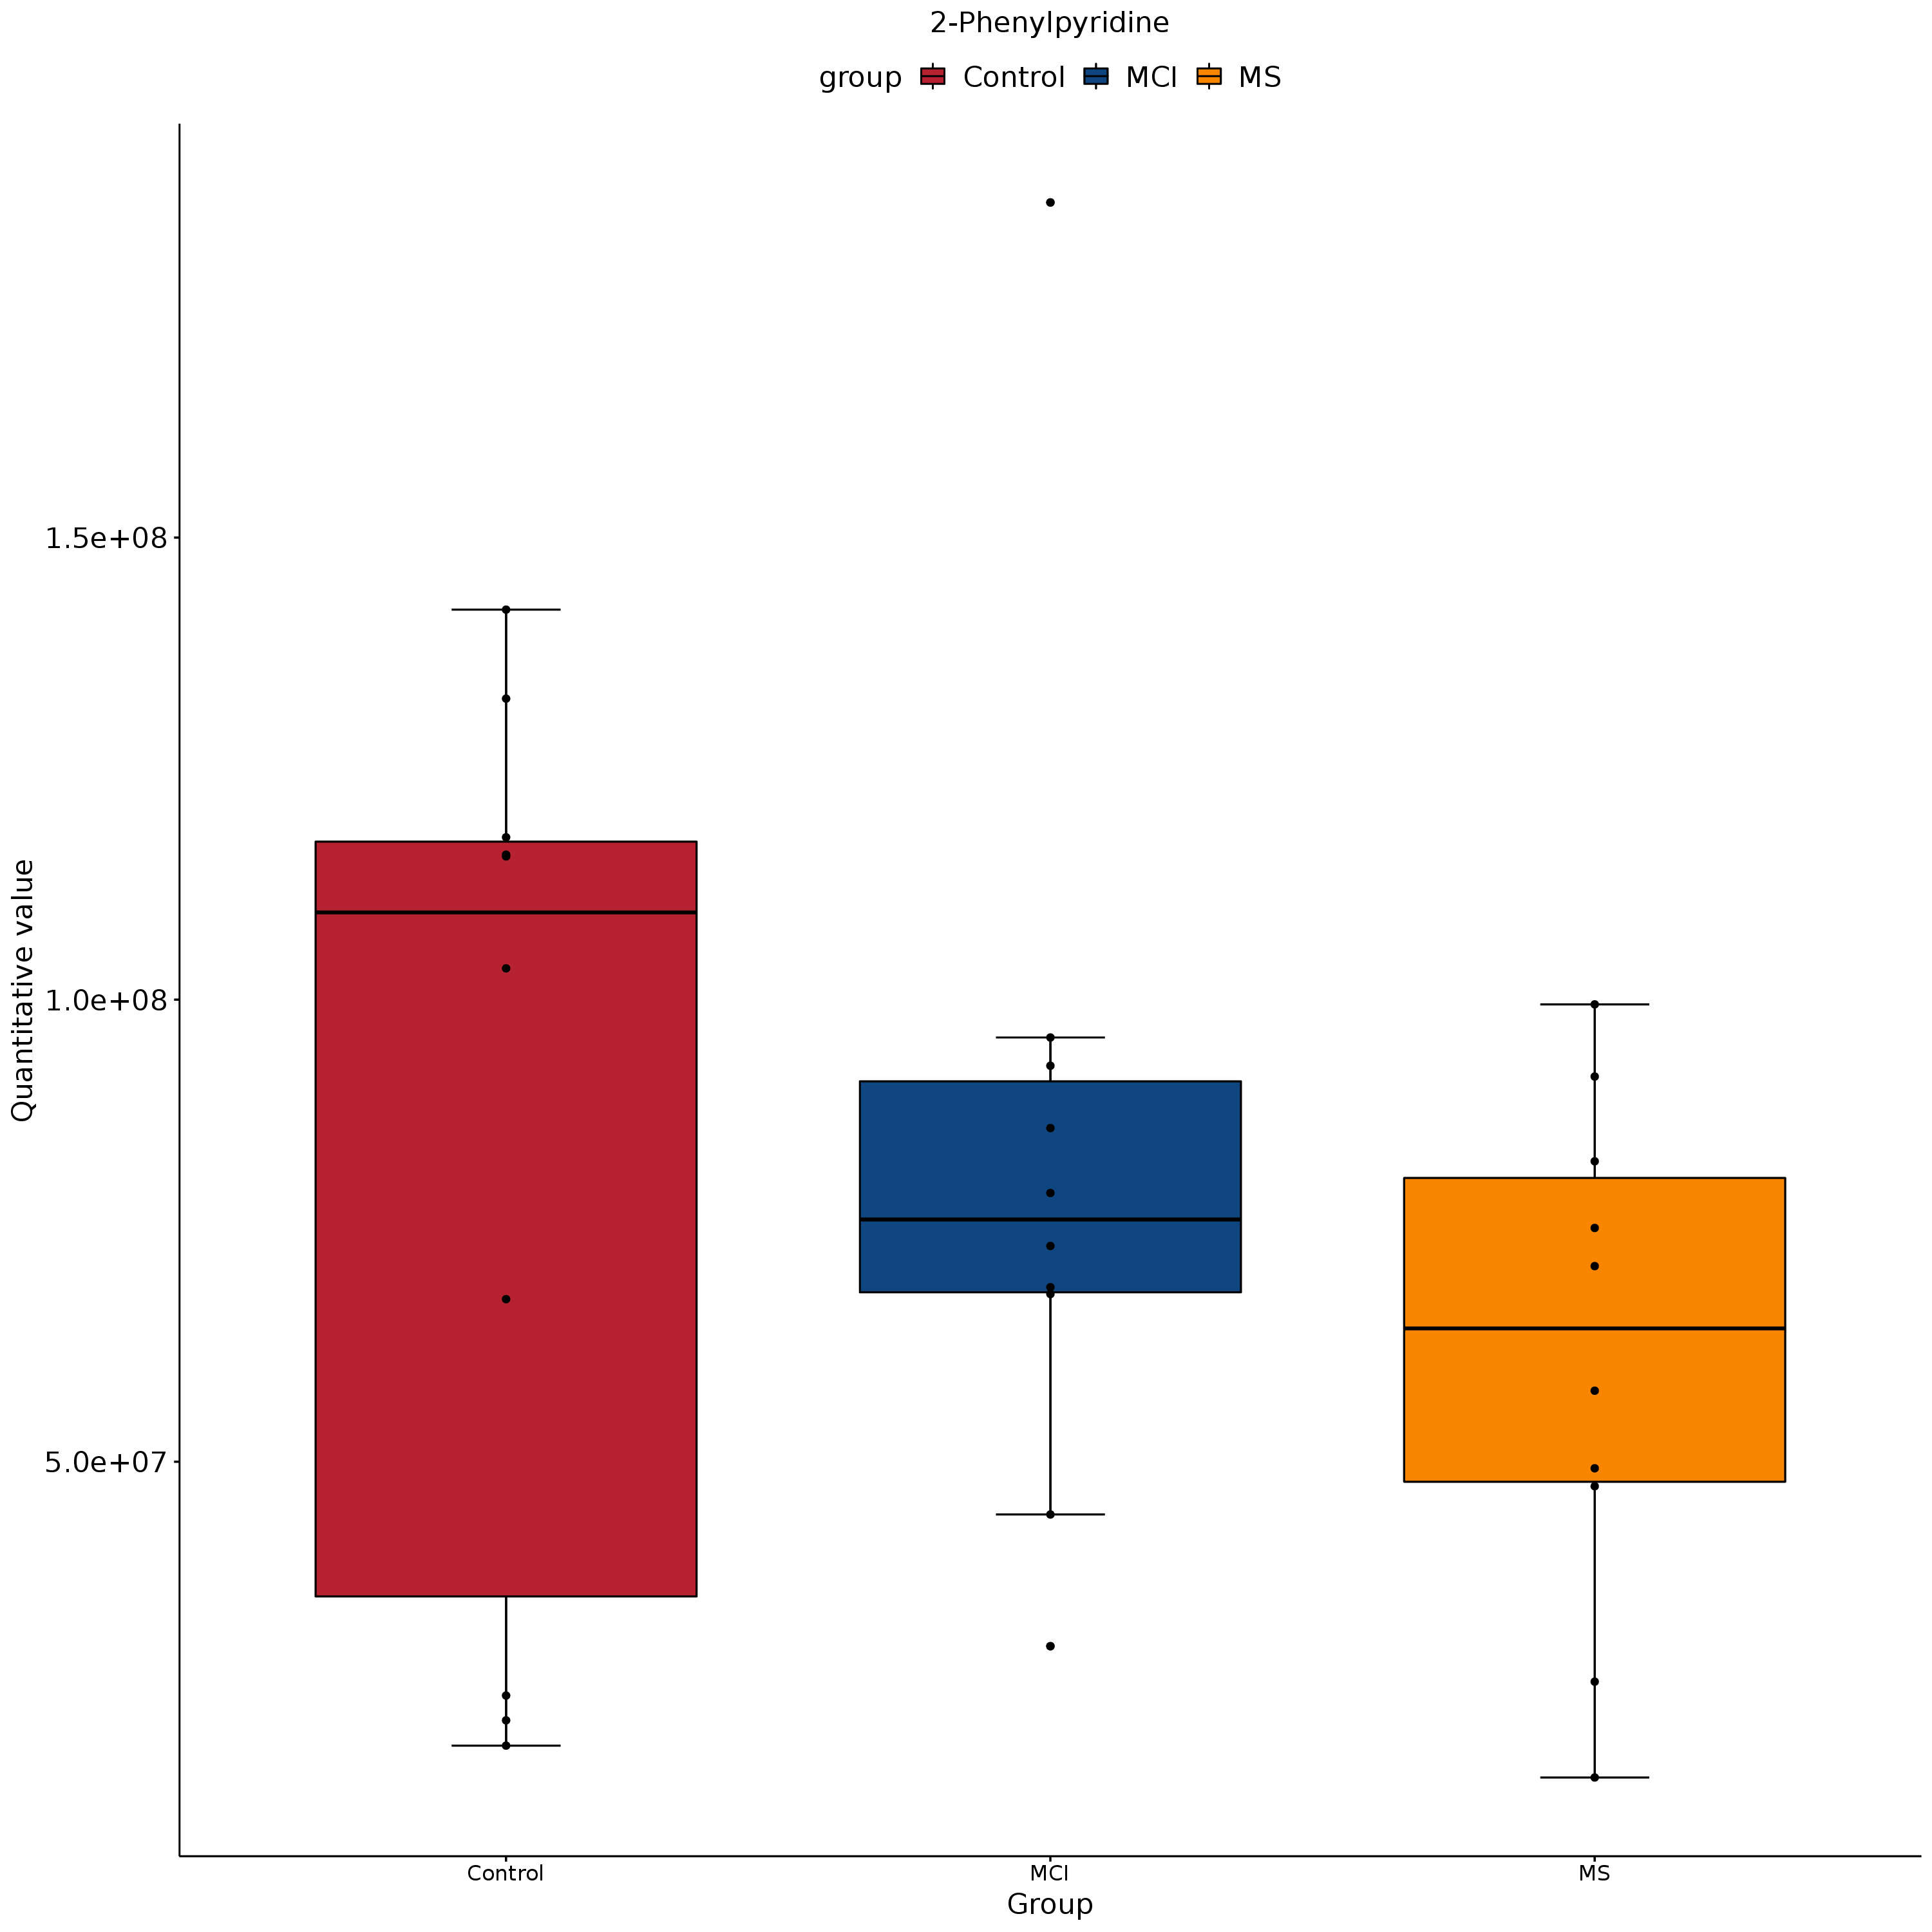 2-Phenylpyridine
group Control MCI MS
Quantitative value
1.5e+08
1.0e+08
5.0e+07
Control MCI MS
Group